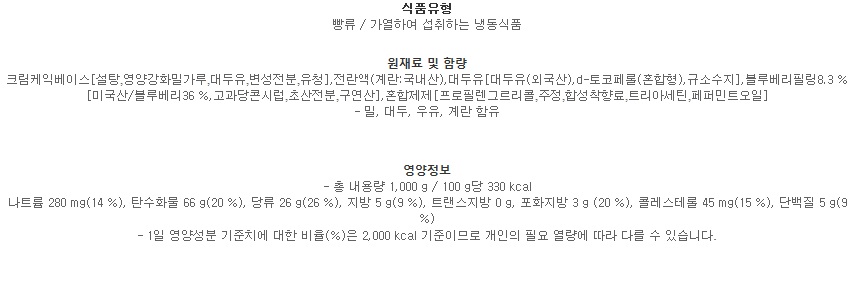 식품유형
빵류 / 가열하여 섭취하는 냉동식품
원재료 및 함량
크림케익베이스[설탕,영양강화밀가루,대두유,변성전분,유청],전란액(계란:국내산),대두유[대두유(외국산),d-토코페롤(혼합형),규소수지],블루베리필링8.3 %
[미국산/블루베리36 %,고과당콘시럽,초산전분,구연산],혼합제제[프로필렌그르리콜,주정,합성착향료,트리아세틴,페퍼민트오일]
- 밀, 대두, 우유, 계란 함유
영양정보
- 총 내용량 1,000 g / 100 g당 330 kcal
나트륨 280 mg(14 %), 탄수화물 66 g(20 %), 당류 26 g(26 %), 지방 5 g(9 %), 트랜스지방 0 g, 포화지방 3 g (20 %), 콜레스테롤 45 mg(15 %), 단백질 5 g(9
%)
- 1일 영양성분 기준치에 대한 비율(%)은 2,000 kcal 기준이므로 개인의 필요 열량에 따라 다를 수 있습니다.